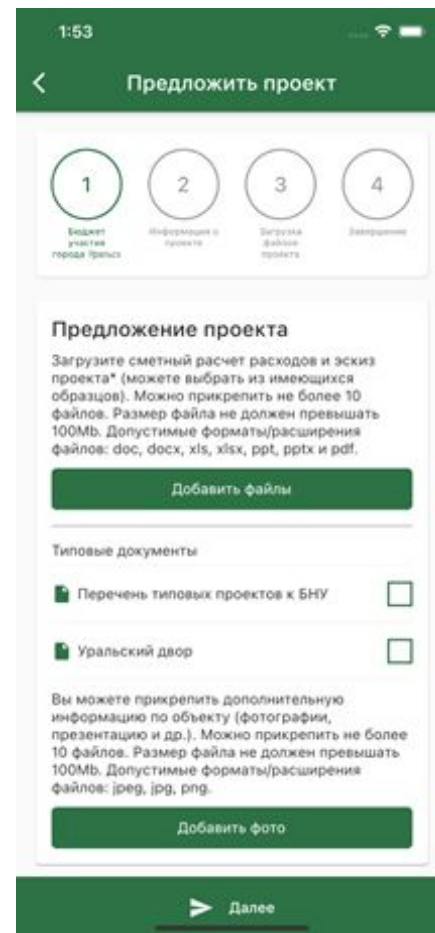 1:53
Предложить проект
1
2
3
4
Бюджет
участия
города Уральск
Информация о
проекте
Загрузка
файлов
проекта
Завершение
Предложение проекта
Загрузите сметный расчет расходов и эскиз
проекта* (можете выбрать из имеющихся
образцов). Можно прикрепить не более 10
файлов. Размер файла не должен превышать
100Mb. Допустимые форматы/расширения
файлов: doc, docx, xls, xlsx, ppt, pptx и pdf.
Добавить файлы
Типовые документы
Перечень типовых проектов к БНУ
Уральский двор
Вы можете прикрепить дополнительную
информацию по объекту (фотографии,
презентацию и др.). Можно прикрепить не более
10 файлов. Размер файла не должен превышать
100Mb. Допустимые форматы/расширения
файлов: jpeg, jpg, png.
Добавить фото
Далее